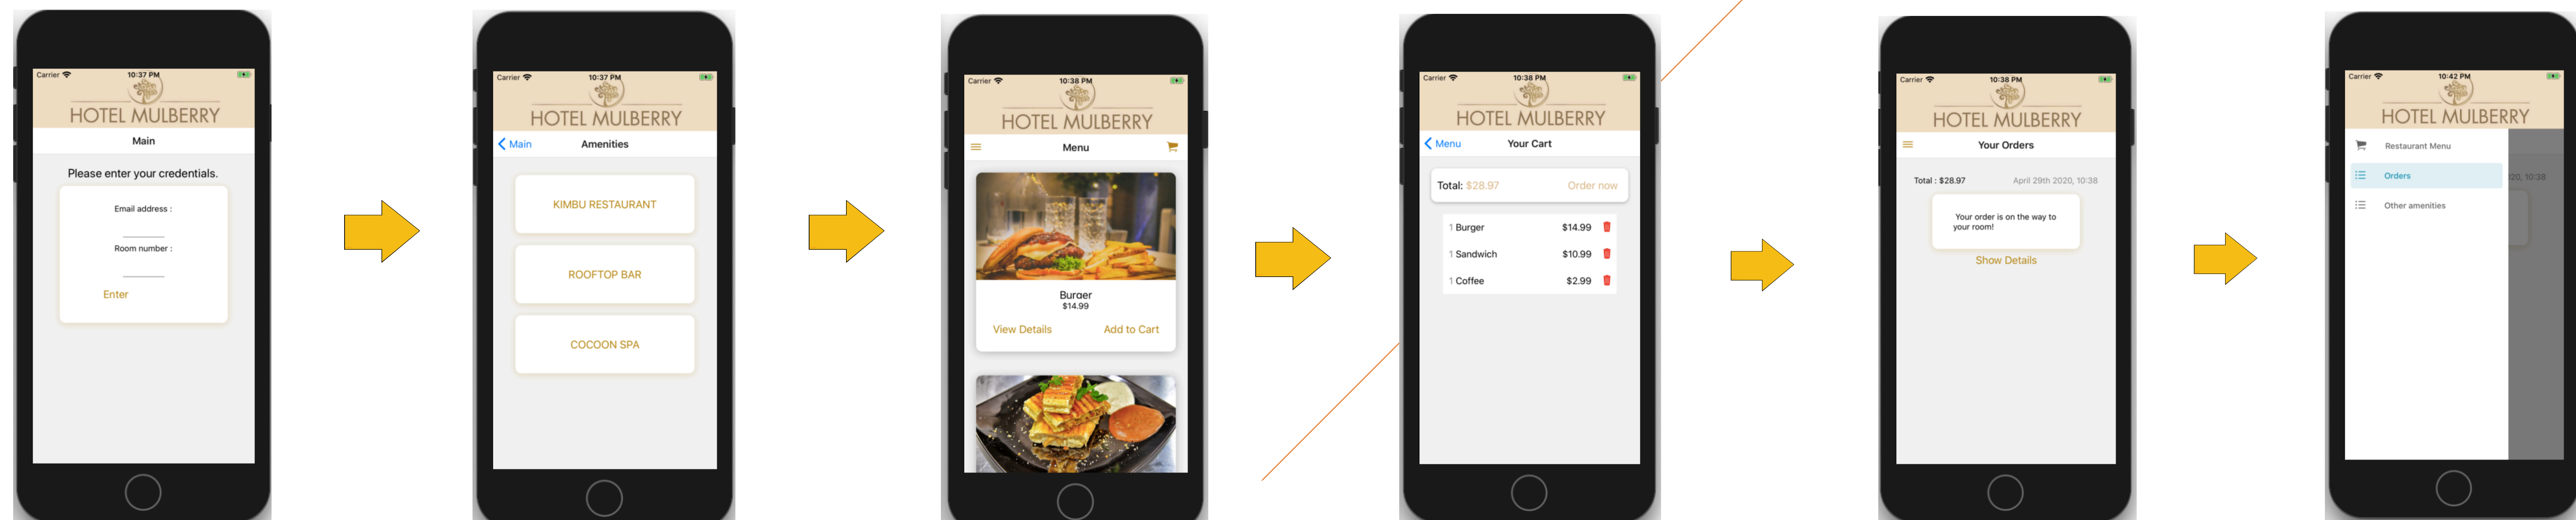 Carrier 10:37 PM
HOTEL MULBERRY
Main
Please enter your credentials.
Email address :
Room number :
Enter
Carrier 10:37 PM
HOTEL MULBERRY
Main Amenities
KIMBU RESTAURANT
ROOFTOP BAR
COCOON SPA
Carrier 10:38 PM
HOTEL MULBERRY
Menu
Burger
$14.99
View Details Add to Cart
Carrier 10:38 PM
HOTEL MULBERRY
Menu Your Cart
Total: $28.97 Order now
1 Burger $14.99
1 Sandwich $10.99
1 Coffee $2.99
Carrier 10:38 PM
HOTEL MULBERRY
Your Orders
Total : $28.97 April 29th 2020, 10:38
Your order is on the way to
your room!
Show Details
Carrier 10:42 PM
HOTEL MULBERRY
Restaurant Menu
Orders 020, 10:38
Other amenities